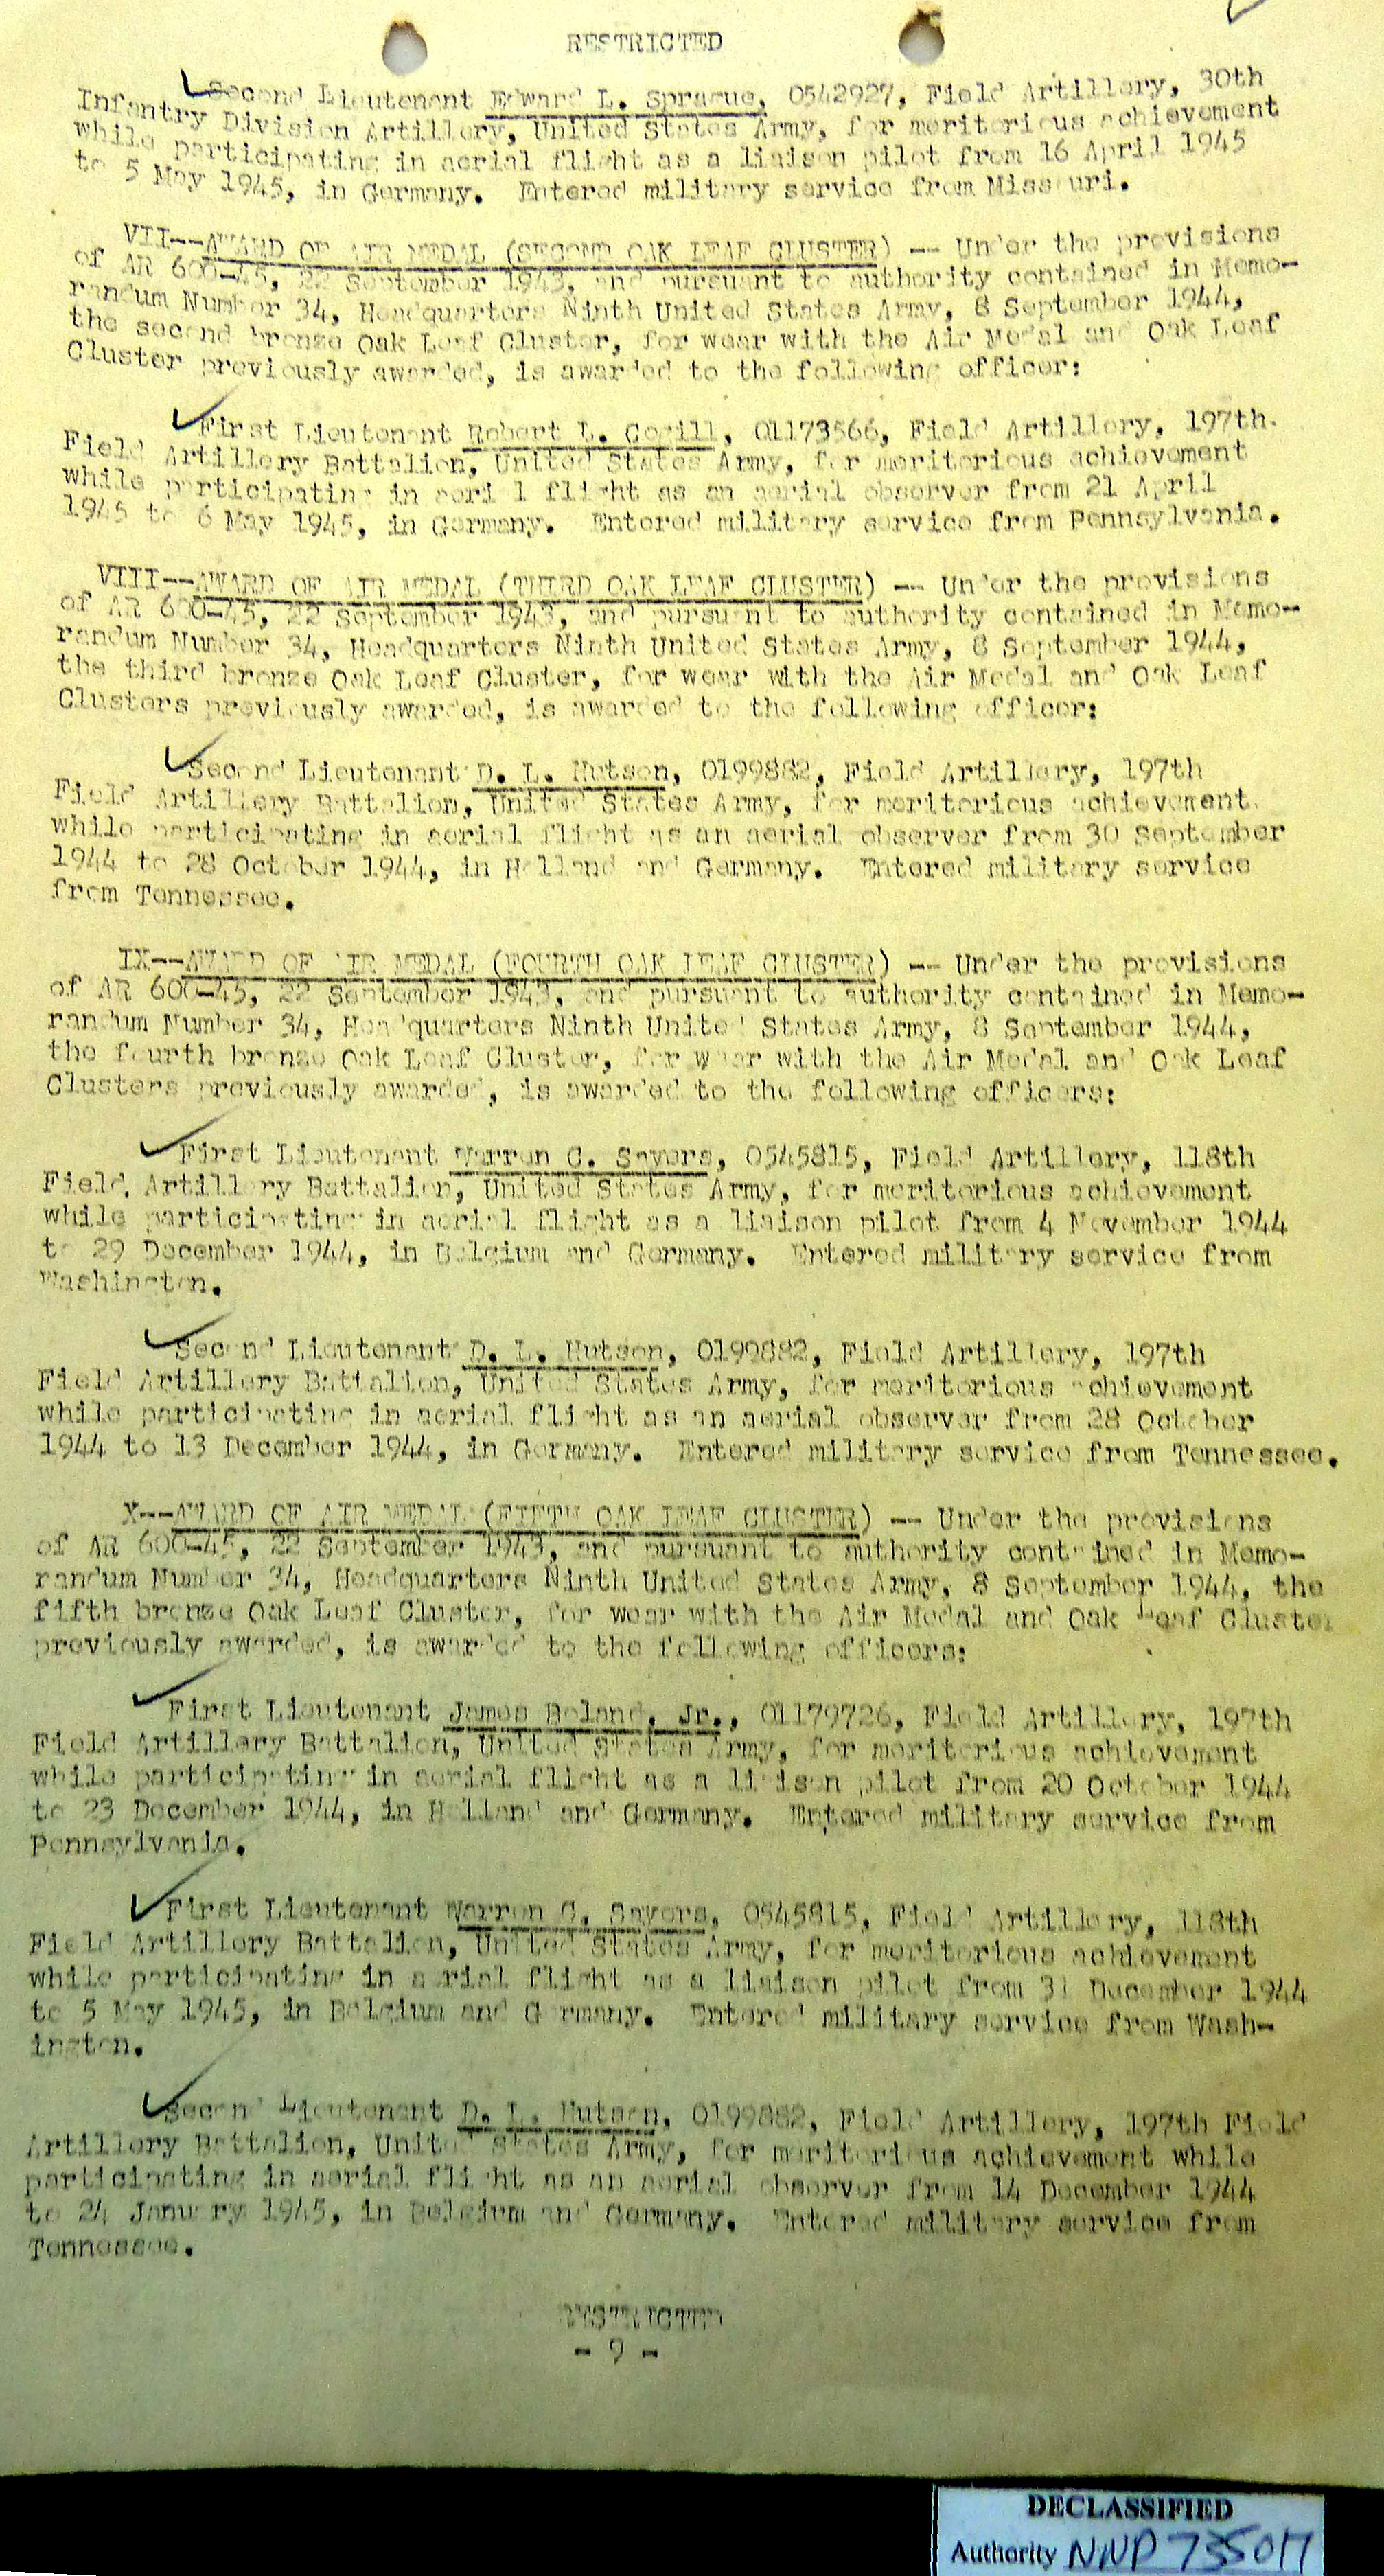 RESTRICTED
Second Lieutenant Edward L. Sprague, 0542927, Field Artillery, 30th
Infantry Division Artillery, United States Army, for meritorious achievement
while participating in aerial flight as a liaison pilot from 16 April 1945
to 5 May 1945, in Germany. Entered military service from Missouri.
VII--AWARD OF AIR MEDAL (SECOND OAK LEAF CLUSTER) -- Under the provisions
of AR 600-45, 22 September 1943, and pursuant to authority contained in Memo-
randum Number 34, Headquarters Ninth United States Army, 8 September 1944,
the second bronze Oak Leaf Cluster, for wear with the Air Medal and Oak Leaf
Cluster previously awarded, is awarded to the following officer:
First Lieutenant Robert L. 01173566, Field Artillery, 197th
Field Artillery Battalion, United States Army, for meritorious achievement
while participating in aerial flight as an aerial observer from 21 April
1945 to 6 May 1945, in Germany. Entered military service from Pennsylvania.
VIII--AWARD OF AIR MEDAL (THIRD OAK LEAF CLUSTER) -- Under the provisions
of AR 600-45, 22 September 1943, and pursuant to authority contained in Memo-
randum Number 34, Headquarters Ninth United States Army, 8 September 1944,
the third bronze Oak Leaf Cluster, for wear with the Air Medal and Oak Leaf
Clusters previously awarded, is awarded to the following officer:
Second Lieutenant D. L. Hutson, 0199882, Field Artillery, 197th
Field Artillery Battalion, United States Army, for meritorious achievement
while participating in aerial flight as an aerial observer from 30 September
1944 to 28 October 1944, in Holland and Germany. Entered military service
from Tennessee.
IX--AWARD OF AIR MEDAL (FOURTH OAK LEAF CLUSTER) -- Under the provisions
of AR 600-45, 22 September 1943, and pursuant to authority contained in Memo-
randum Number 34, Headquarters Ninth United States Army, 8 September 1944,
the fourth bronze Oak Leaf Cluster, for wear with the Air Medal and Oak Leaf
Clusters previously awarded, is awarded to the following officers:
First Lieutenant Warren C. Sayers, 0545815, Field Artillery, 118th
Field Artillery Battalion, United States Army, for meritorious achievement
while participating in aerial flight as a liaison pilot from 4 November 1944
to 29 December 1944, in Belgium and Germany. Entered military service from
Washington.
Second Lieutenant D. L. Hutson, 0199882, Field Artillery, 197th
Field Artillery Battalion, United States Army, for meritorious achievement
while participating in aerial flight as an aerial observer from 28 October
1944 to 13 December 1944, in Germany. Entered military service from Tennessee.
X--AWARD OF AIR MEDAL (FIFTH OAK LEAF CLUSTER) -- Under the provisions
of AR 600-45, 22 September 1943, and pursuant to authority contained in Memo-
randum Number 34, Headquarters Ninth United States Army, 8 September 1944, the
fifth bronze Oak Leaf Cluster, for wear with the Air Medal and Oak Leaf Cluster
previously awarded, is awarded to the following officers:
First Lieutenant James Boland, Jr., 01179726, Field Artillery, 197th
Field Artillery Battalion, United States Army, for meritorious achievement
while participating in aerial flight as a liaison pilot from 20 October 1944
to 23 December 1944, in Holland and Germany. Entered military service from
Pennsylvania.
First Lieutenant Warren C. Sayers, 0545815, Field Artillery, 118th
Field Artillery Battalion, United States Army, for meritorious achievement
while participating in aerial flight as a liaison pilot from 31 December 1944
to 5 May 1945, in Belgium and Germany. Entered military service from Wash-
ington.
Second Lieutenant D. L. Hutson, 0199882, Field Artillery, 197th Field
Artillery Battalion, United States Army, for meritorious achievement while
participating in aerial flight as an aerial observer from 14 December 1944
to 24 January 1945, in Belgium and Germany. Entered military service from
Tennessee.
RESTRICTED
- 9 -
DECLASSIFIED
Authority NND 735017